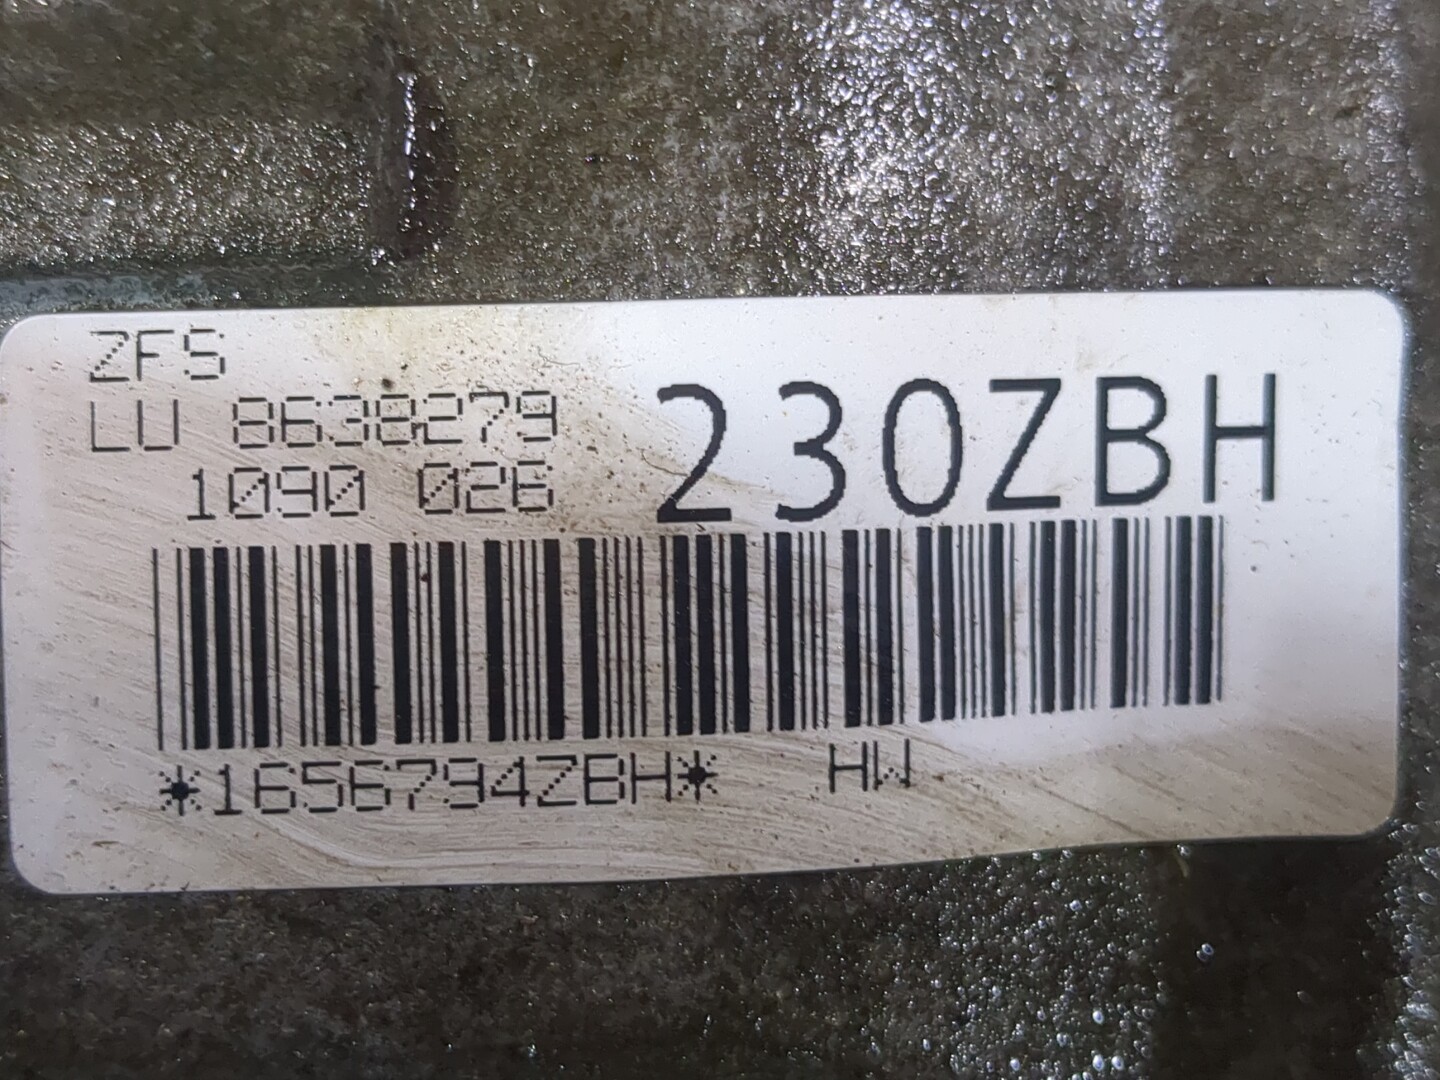 ZFS
LU 8638279
1090 026
230ZBH
*1656794ZBH* HW